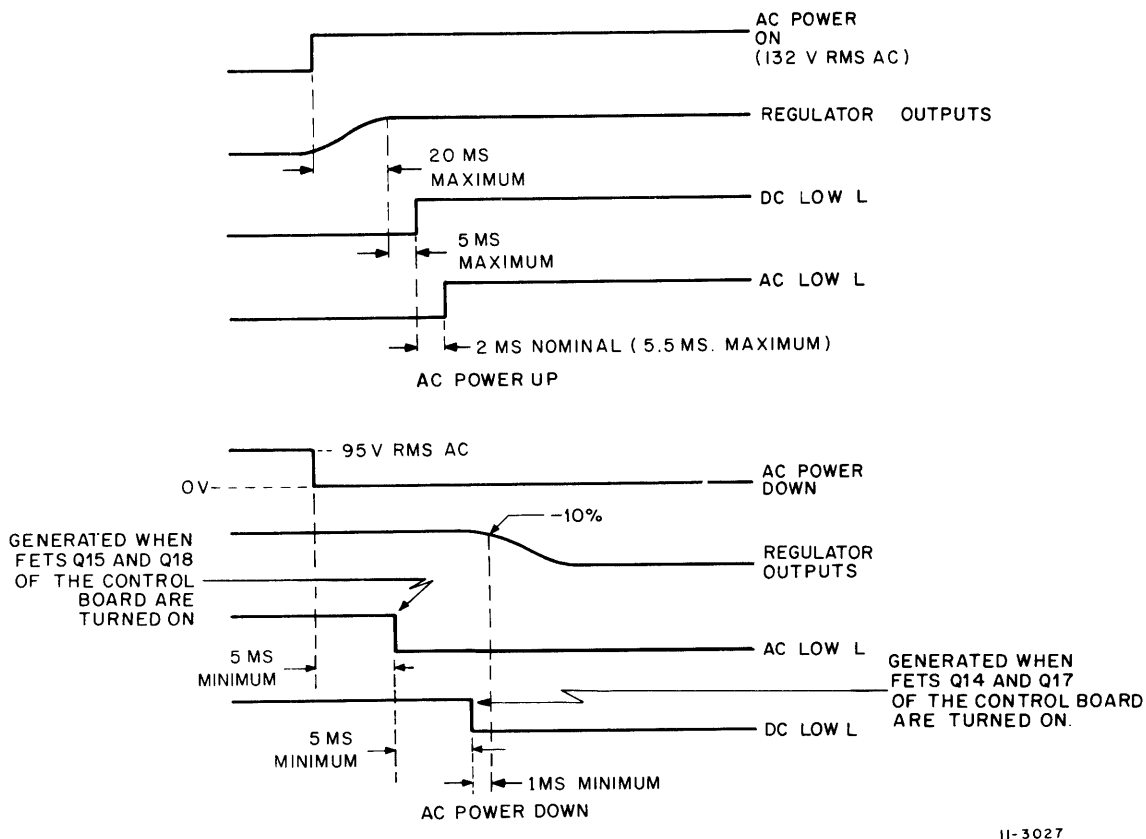 AC POWER
ON
(132 V RMS AC)
REGULATOR OUTPUTS
20 MS
MAXIMUM
DC LOW L
5 MS
MAXIMUM
AC LOW L
2 MS NOMINAL (5.5 MS. MAXIMUM)
AC POWER UP
95 V RMS AC
0V
AC POWER
DOWN
-10%
GENERATED WHEN
FETS Q15 AND Q18
OF THE CONTROL
BOARD ARE
TURNED ON
REGULATOR
OUTPUTS
AC LOW L
5 MS
MINIMUM
GENERATED WHEN
FETS Q14 AND Q17
OF THE CONTROL BOARD
ARE TURNED ON.
DC LOW L
5 MS
MINIMUM
1 MS MINIMUM
AC POWER DOWN
11-3027